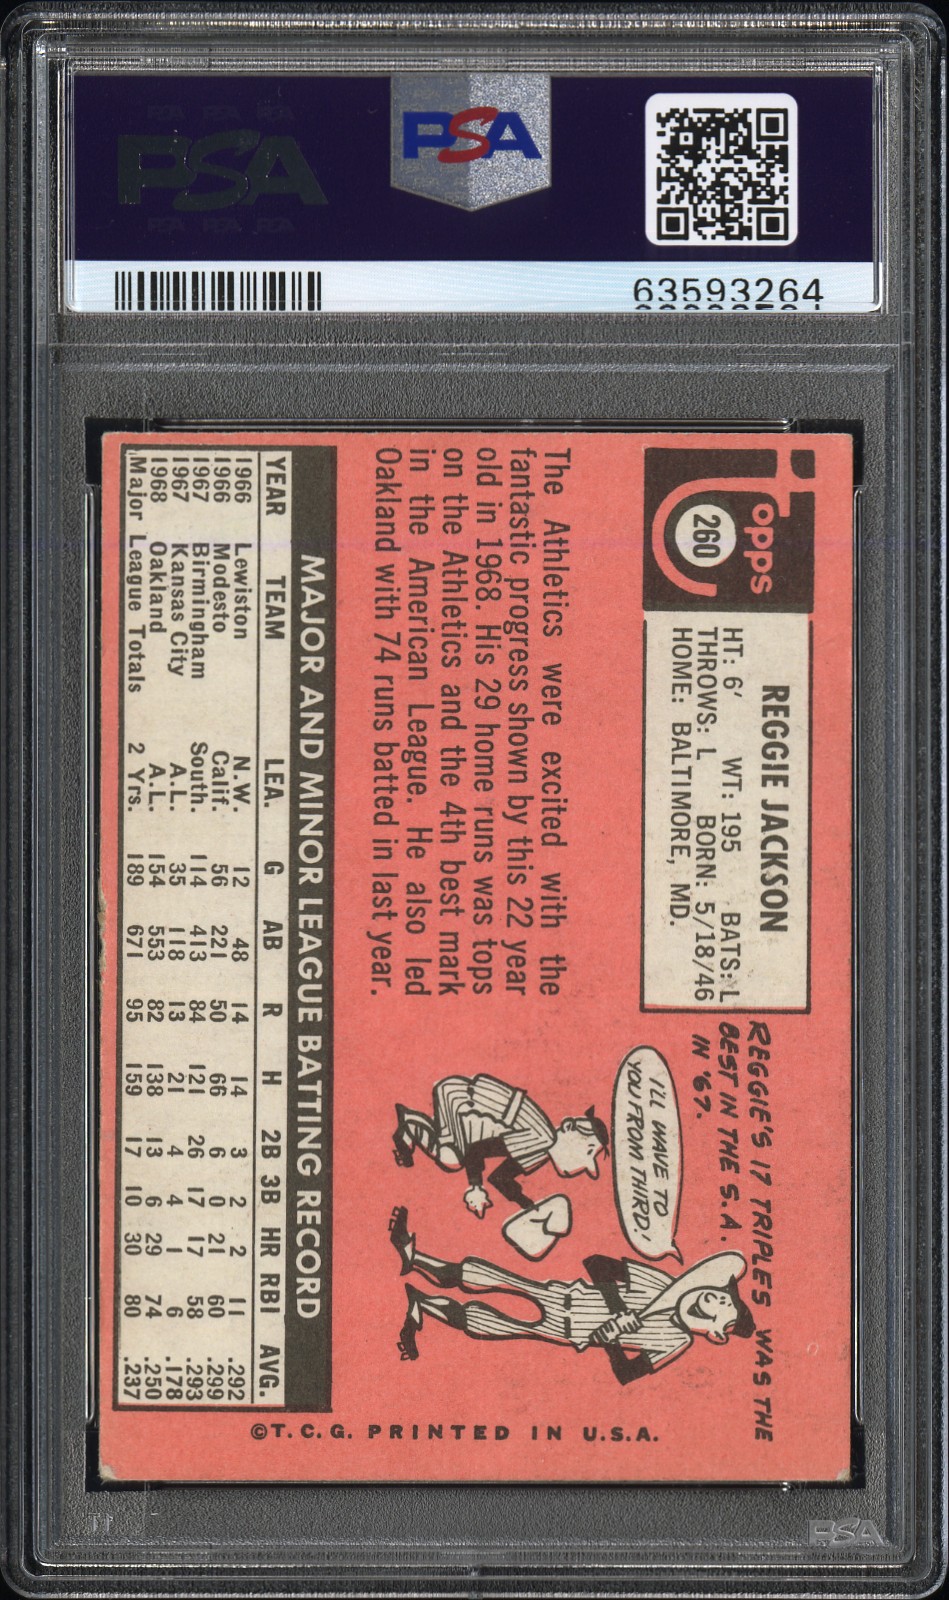 PSA PSA PSA
PSA
PSA PSA PSA
PSA
63593264
Topps
260
REGGIE JACKSON
HT: 6' WT: 195 BATS: L
THROWS: L BORN: 5/18/46
HOME: BALTIMORE, MD.
REGGIE'S 17 TRIPLES WAS THE
BEST IN THE S.A.
IN '67.
I'LL WAVE TO
YOU FROM THIRD!
The Athletics were excited with the
fantastic progress shown by this 22 year
old in 1968. His 29 home runs was tops
on the Athletics and the 4th best mark
in the American League. He also led
Oakland with 74 runs batted in last year.
MAJOR AND MINOR LEAGUE BATTING RECORD
YEAR TEAM LEA. G AB R H 2B 3B HR RBI AVG.
1966 Lewiston N.W. 12 48 14 14 3 2 2 11 .292
1966 Modesto Calif. 56 221 50 66 6 0 21 60 .299
1967 Birmingham South. 114 413 84 121 26 17 17 58 .293
1967 Kansas City A.L. 35 118 13 21 4 4 1 6 .178
1968 Oakland A.L. 154 553 82 138 13 6 29 74 .250
Major League Totals 2 Yrs. 189 671 95 159 17 10 30 80 .237
©T.C.G. PRINTED IN U.S.A.
PSA